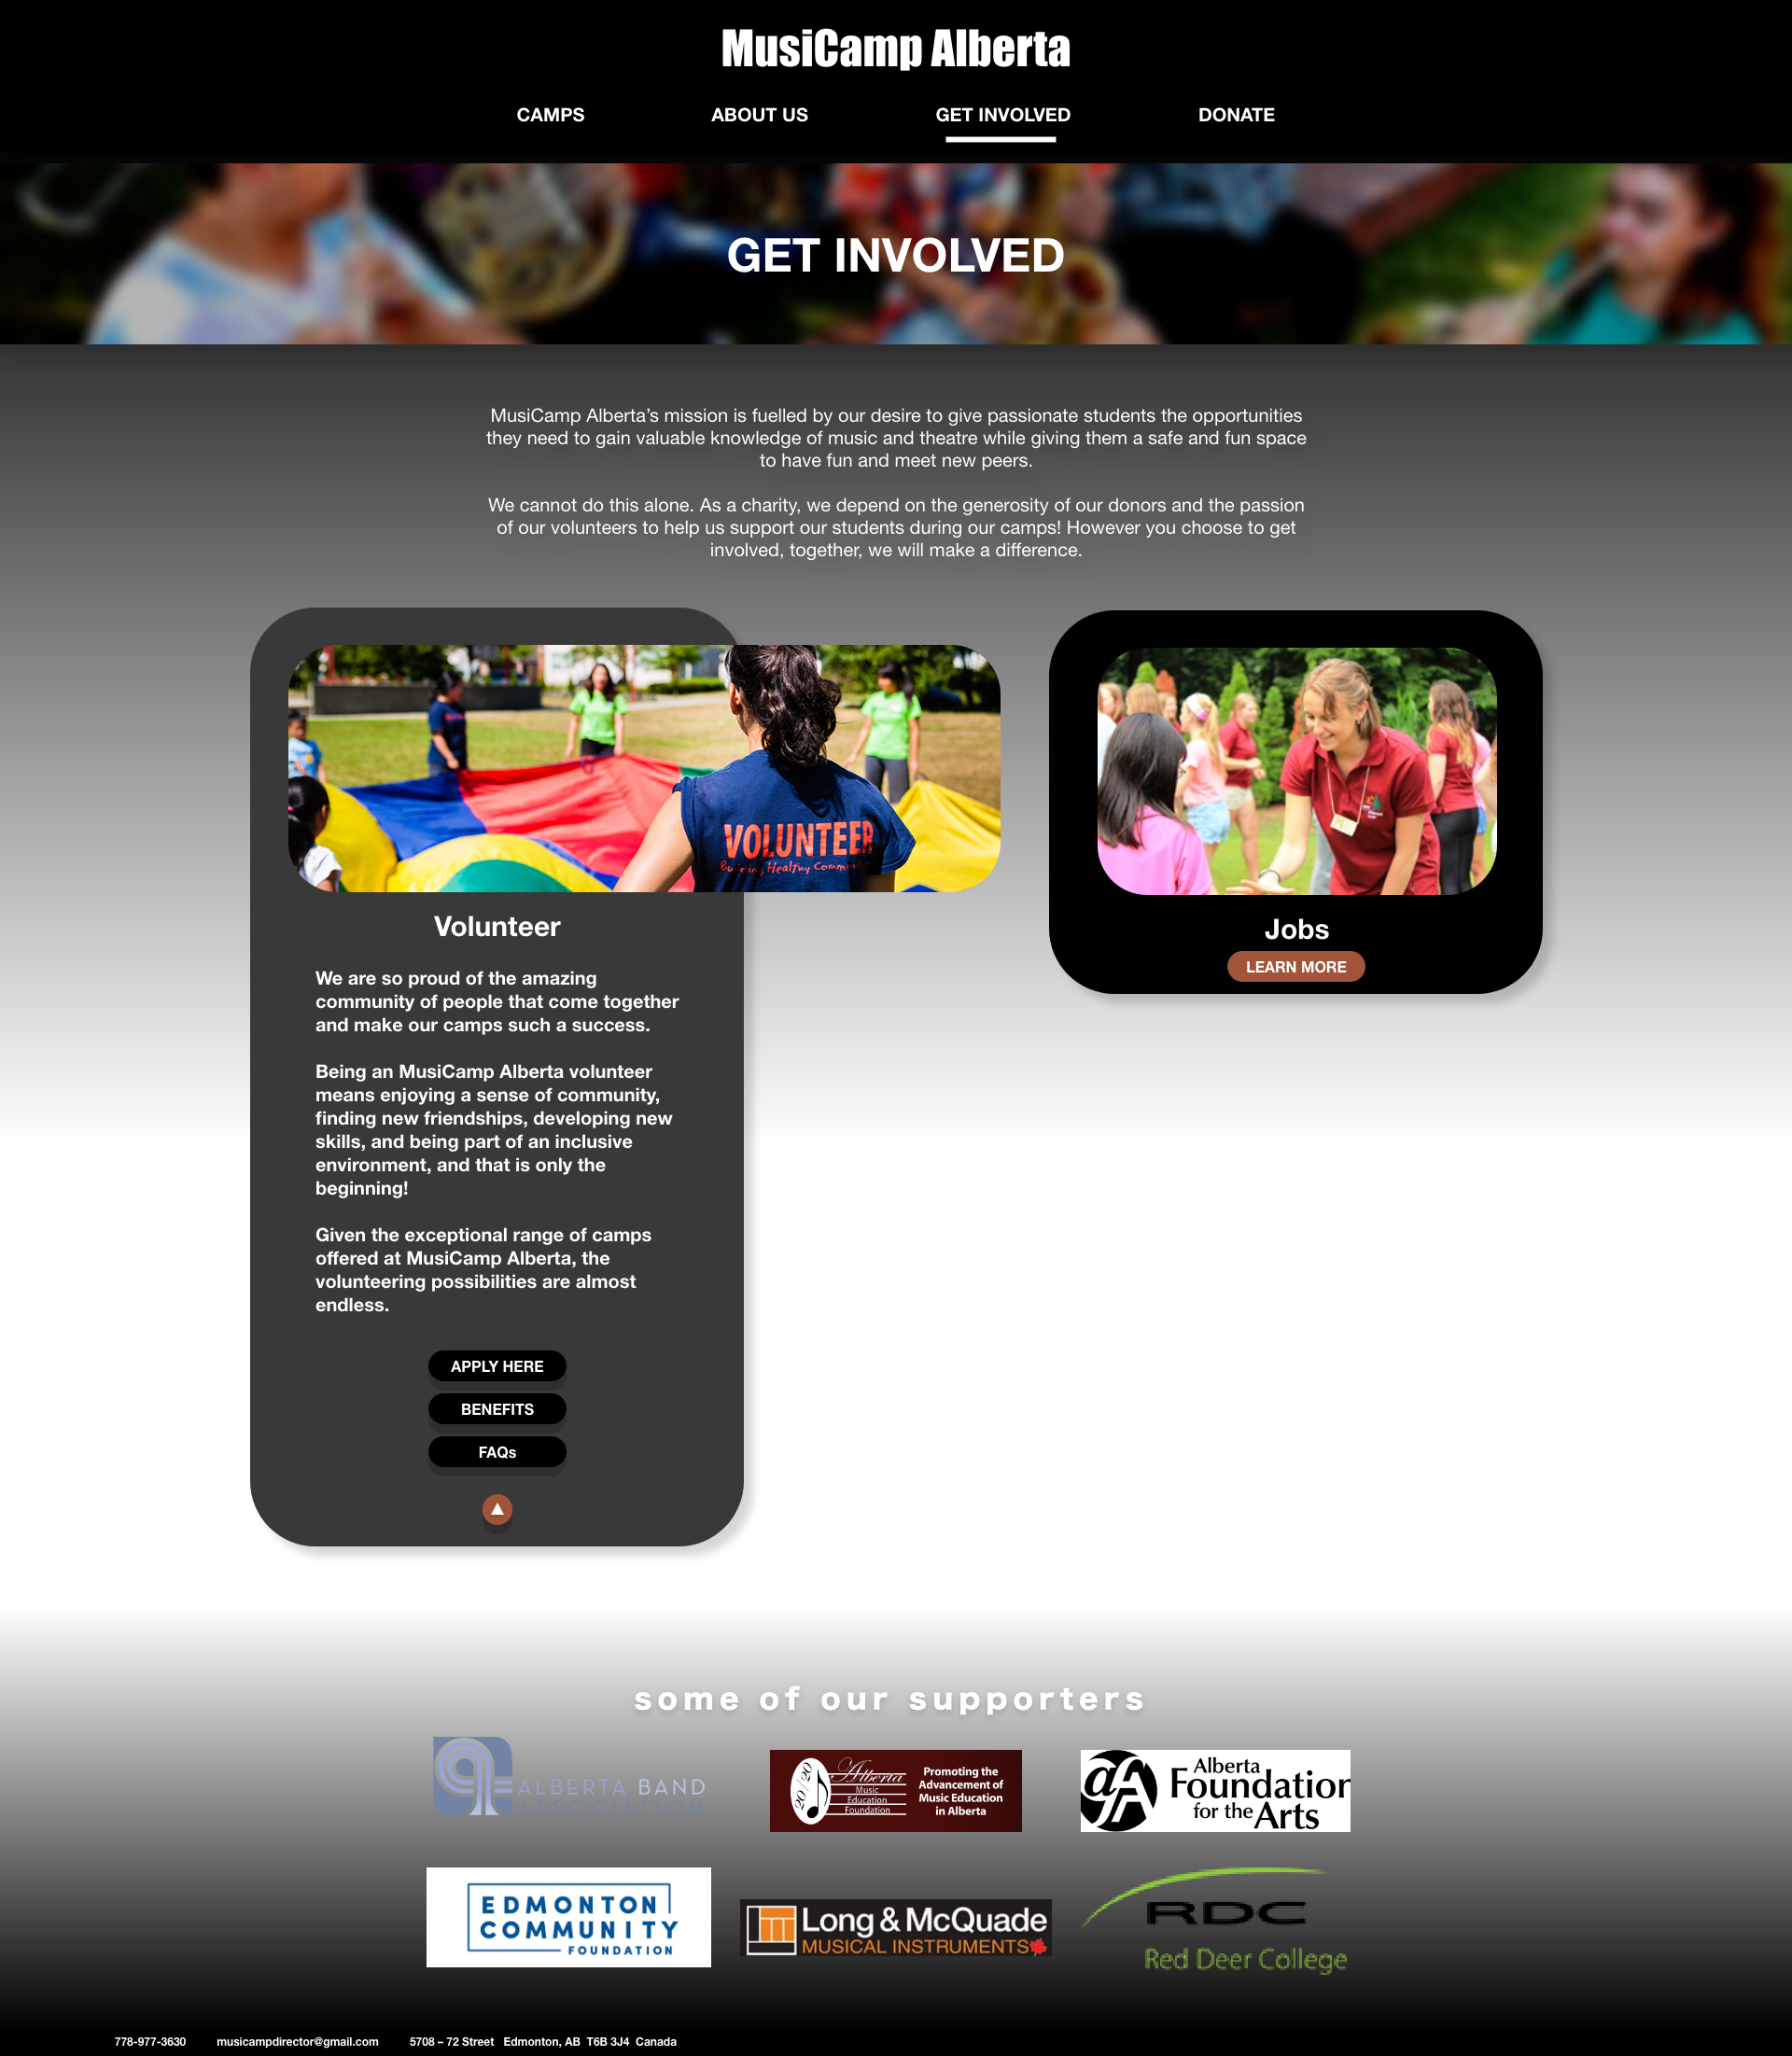 MusiCamp Alberta
CAMPS
ABOUT US
GET INVOLVED
DONATE
GET INVOLVED
MusiCamp Alberta’s mission is fuelled by our desire to give passionate students the opportunities
they need to gain valuable knowledge of music and theatre while giving them a safe and fun space
to have fun and meet new peers.
We cannot do this alone. As a charity, we depend on the generosity of our donors and the passion
of our volunteers to help us support our students during our camps! However you choose to get
involved, together, we will make a difference.
VOLUNTEER
Building Healthy
Volunteer
We are so proud of the amazing
community of people that come together
and make our camps such a success.
Being an MusiCamp Alberta volunteer
means enjoying a sense of community,
finding new friendships, developing new
skills, and being part of an inclusive
environment, and that is only the
beginning!
Given the exceptional range of camps
offered at MusiCamp Alberta, the
volunteering possibilities are almost
endless.
APPLY HERE
BENEFITS
FAQs
Jobs
LEARN MORE
some of our supporters
ALBERTA BAND
ASSOCIATION
20/20
Alberta
Music
Education
Foundation
Promoting the
Advancement of
Music Education
in Alberta
Alberta
Foundation
for the Arts
EDMONTON
COMMUNITY
FOUNDATION
Long & McQuade
MUSICAL INSTRUMENTS
RDC
Red Deer College
778-977-3630
musicampdirector@gmail.com
5708 – 72 Street Edmonton, AB T6B 3J4 Canada